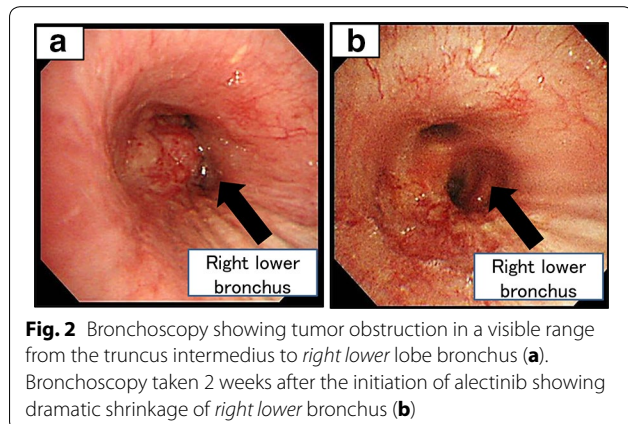 a
b
Right lower
bronchus
Right lower
bronchus
Fig. 2 Bronchoscopy showing tumor obstruction in a visible range
from the truncus intermedius to right lower lobe bronchus (a).
Bronchoscopy taken 2 weeks after the initiation of alectinib showing
dramatic shrinkage of right lower bronchus (b)